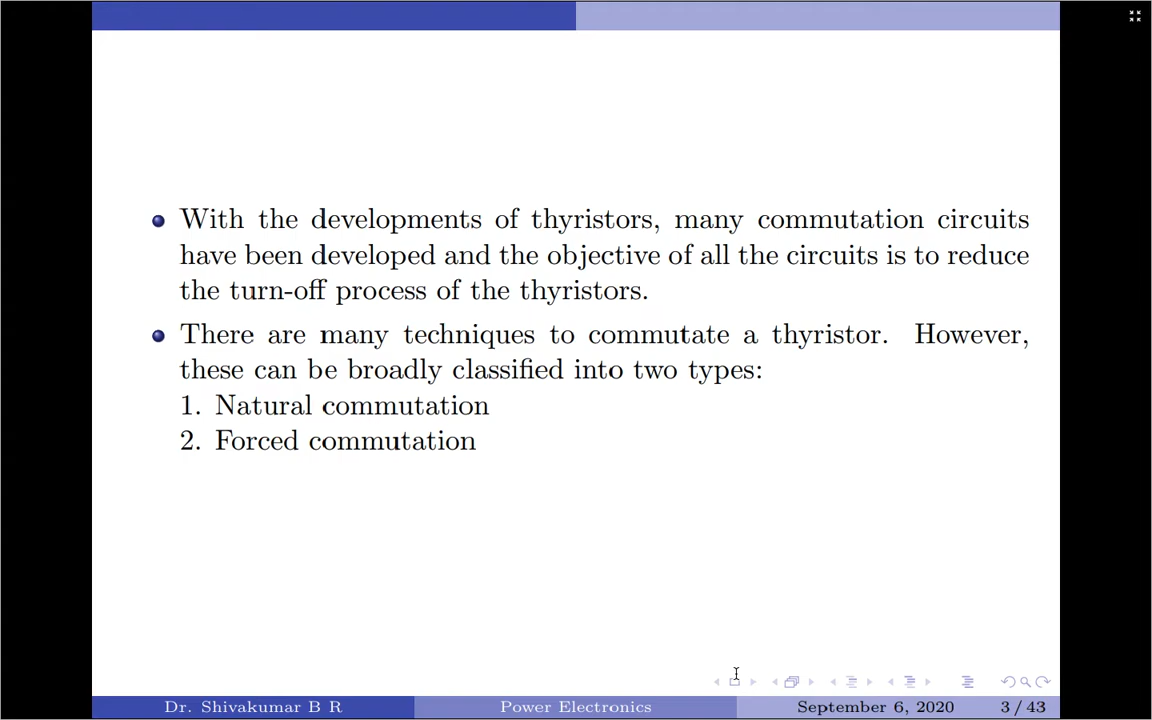 With the developments of thyristors, many commutation circuits
have been developed and the objective of all the circuits is to reduce
the turn-off process of the thyristors.
There are many techniques to commutate a thyristor. However,
these can be broadly classified into two types:
1. Natural commutation
2. Forced commutation
Dr. Shivakumar B R Power Electronics September 6, 2020 3 / 43